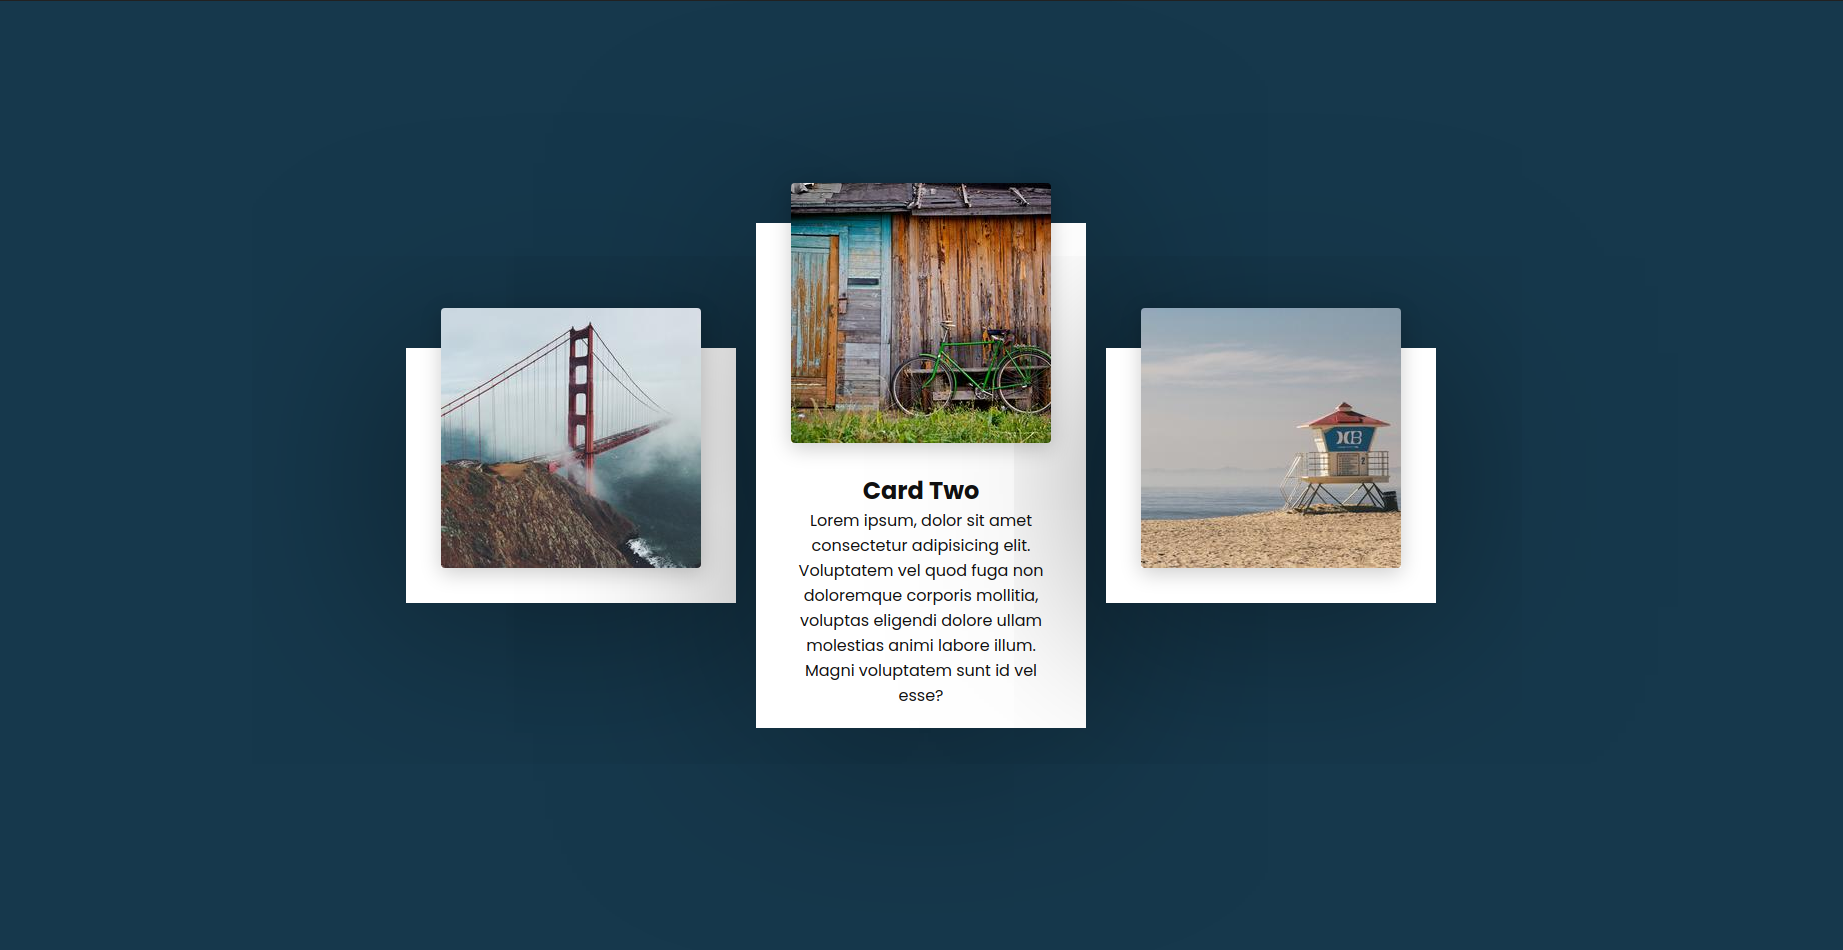 Card Two
Lorem ipsum, dolor sit amet
consectetur adipisicing elit.
Voluptatem vel quod fuga non
doloremque corporis mollitia,
voluptas eligendi dolore ullam
molestias animi labore illum.
Magni voluptatem sunt id vel
esse?
2